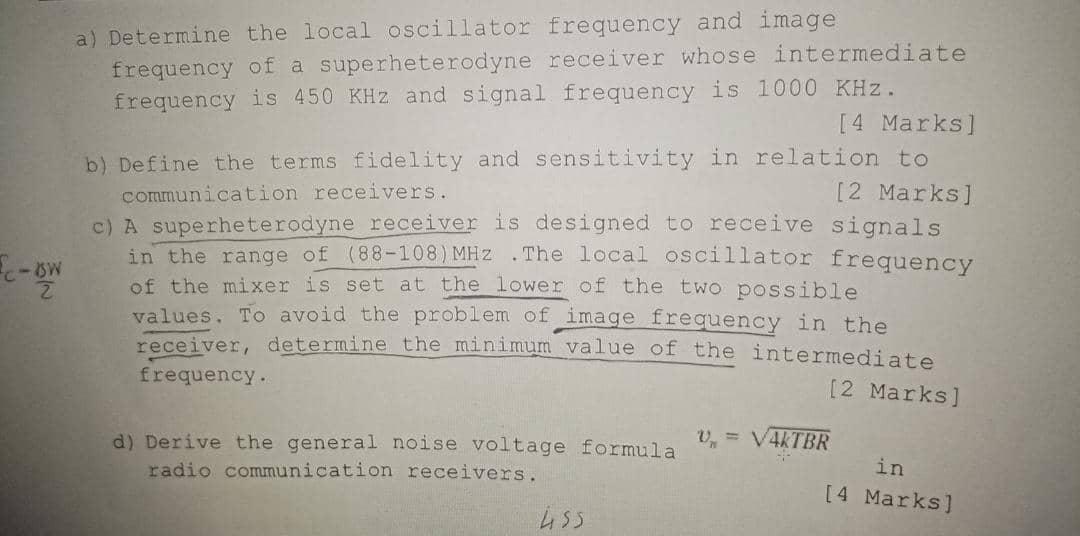 a) Determine the local oscillator frequency and image
frequency of a superheterodyne receiver whose intermediate
frequency is 450 KHz and signal frequency is 1000 KHz.
[4 Marks]
b) Define the terms fidelity and sensitivity in relation to
communication receivers. [2 Marks]
c) A superheterodyne receiver is designed to receive signals
in the range of (88-108)MHz .The local oscillator frequency
of the mixer is set at the lower of the two possible
values. To avoid the problem of image frequency in the
receiver, determine the minimum value of the intermediate
frequency. [2 Marks]
fc - BW
2
d) Derive the general noise voltage formula υn = √4kTBR in
radio communication receivers. [4 Marks]
455